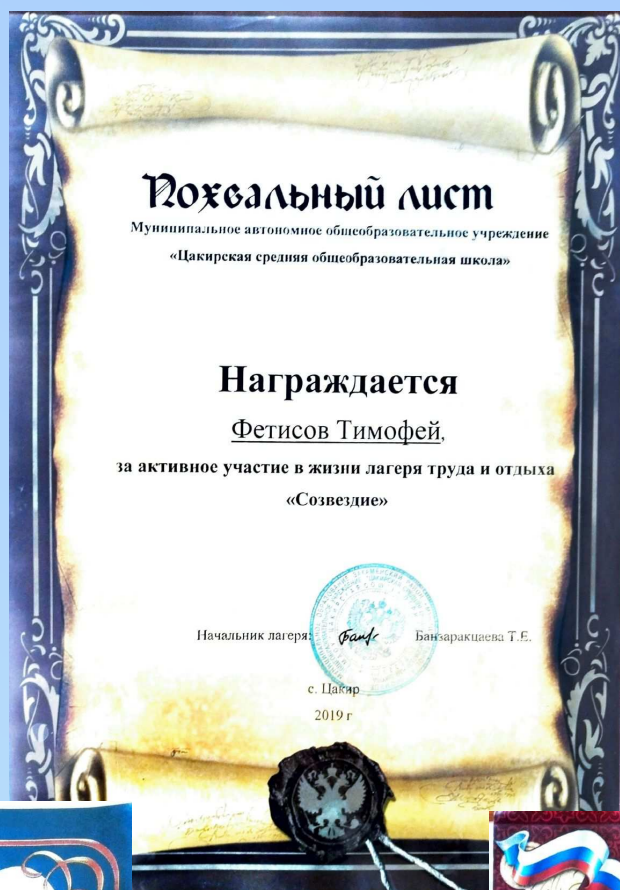 Похвальный лист
Муниципальное автономное общеобразовательное учреждение
«Цакирская средняя общеобразовательная школа»
Награждается
Фетисов Тимофей,
за активное участие в жизни лагеря труда и отдыха
«Созвездие»
Начальник лагеря: Банзаракцаева Т.Е.
с. Цакир
2019 г